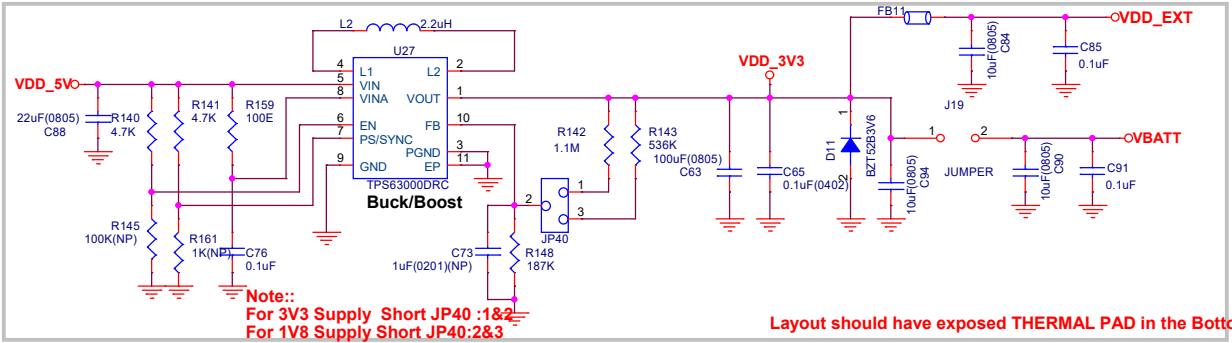 FB11
VDD_EXT
L2
2.2uH
U27
10uF(0805)
C84
C85
0.1uF
VDD_3V3
4
L1
L2
2
VDD_5V
5
VIN
8
VINA
VOUT
1
J19
R140
4.7K
R141
4.7K
R159
100E
22uF(0805)
C88
6
EN
7
PS/SYNC
FB
10
R142
1.1M
R143
536K
1
D11
2
BZT52B3V6
1
2
VBATT
PGND
3
9
GND
EP
11
100uF(0805)
C63
C65
0.1uF(0402)
10uF(0805)
C94
JUMPER
10uF(0805)
C90
C91
0.1uF
TPS63000DRC
Buck/Boost
1
2
3
JP40
R145
100K(NP)
R161
1K(NP)
C76
0.1uF
C73
1uF(0201)(NP)
R148
187K
Note::
For 3V3 Supply Short JP40 :1&2
For 1V8 Supply Short JP40:2&3
Layout should have exposed THERMAL PAD in the Botto